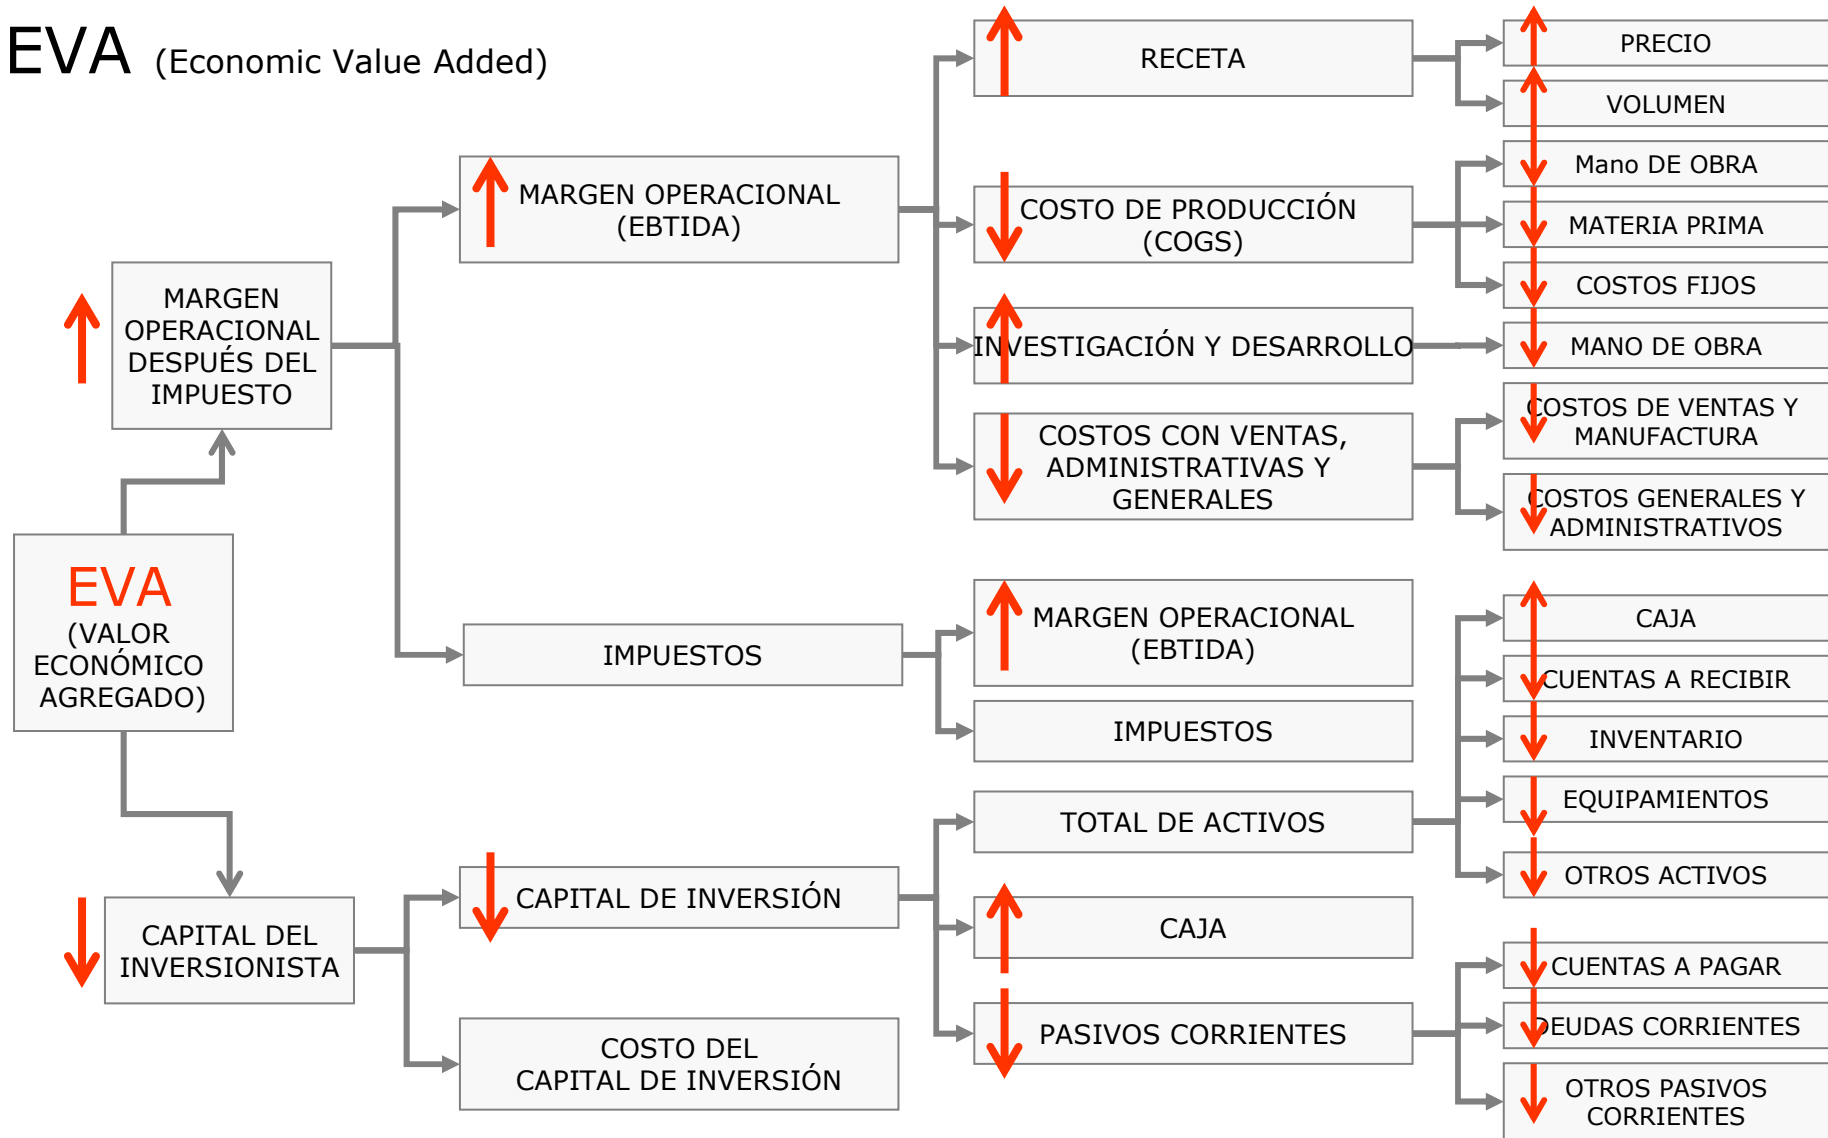 EVA (Economic Value Added)
EVA
(VALOR
ECONÓMICO
AGREGADO)
MARGEN
OPERACIONAL
DESPUÉS DEL
IMPUESTO
CAPITAL DEL
INVERSIONISTA
MARGEN OPERACIONAL
(EBTIDA)
IMPUESTOS
CAPITAL DE INVERSIÓN
COSTO DEL
CAPITAL DE INVERSIÓN
RECETA
COSTO DE PRODUCCIÓN
(COGS)
INVESTIGACIÓN Y DESARROLLO
COSTOS CON VENTAS,
ADMINISTRATIVAS Y
GENERALES
MARGEN OPERACIONAL
(EBTIDA)
IMPUESTOS
TOTAL DE ACTIVOS
CAJA
PASIVOS CORRIENTES
PRECIO
VOLUMEN
Mano DE OBRA
MATERIA PRIMA
COSTOS FIJOS
MANO DE OBRA
COSTOS DE VENTAS Y
MANUFACTURA
COSTOS GENERALES Y
ADMINISTRATIVOS
CAJA
CUENTAS A RECIBIR
INVENTARIO
EQUIPAMIENTOS
OTROS ACTIVOS
CUENTAS A PAGAR
DEUDAS CORRIENTES
OTROS PASIVOS
CORRIENTES